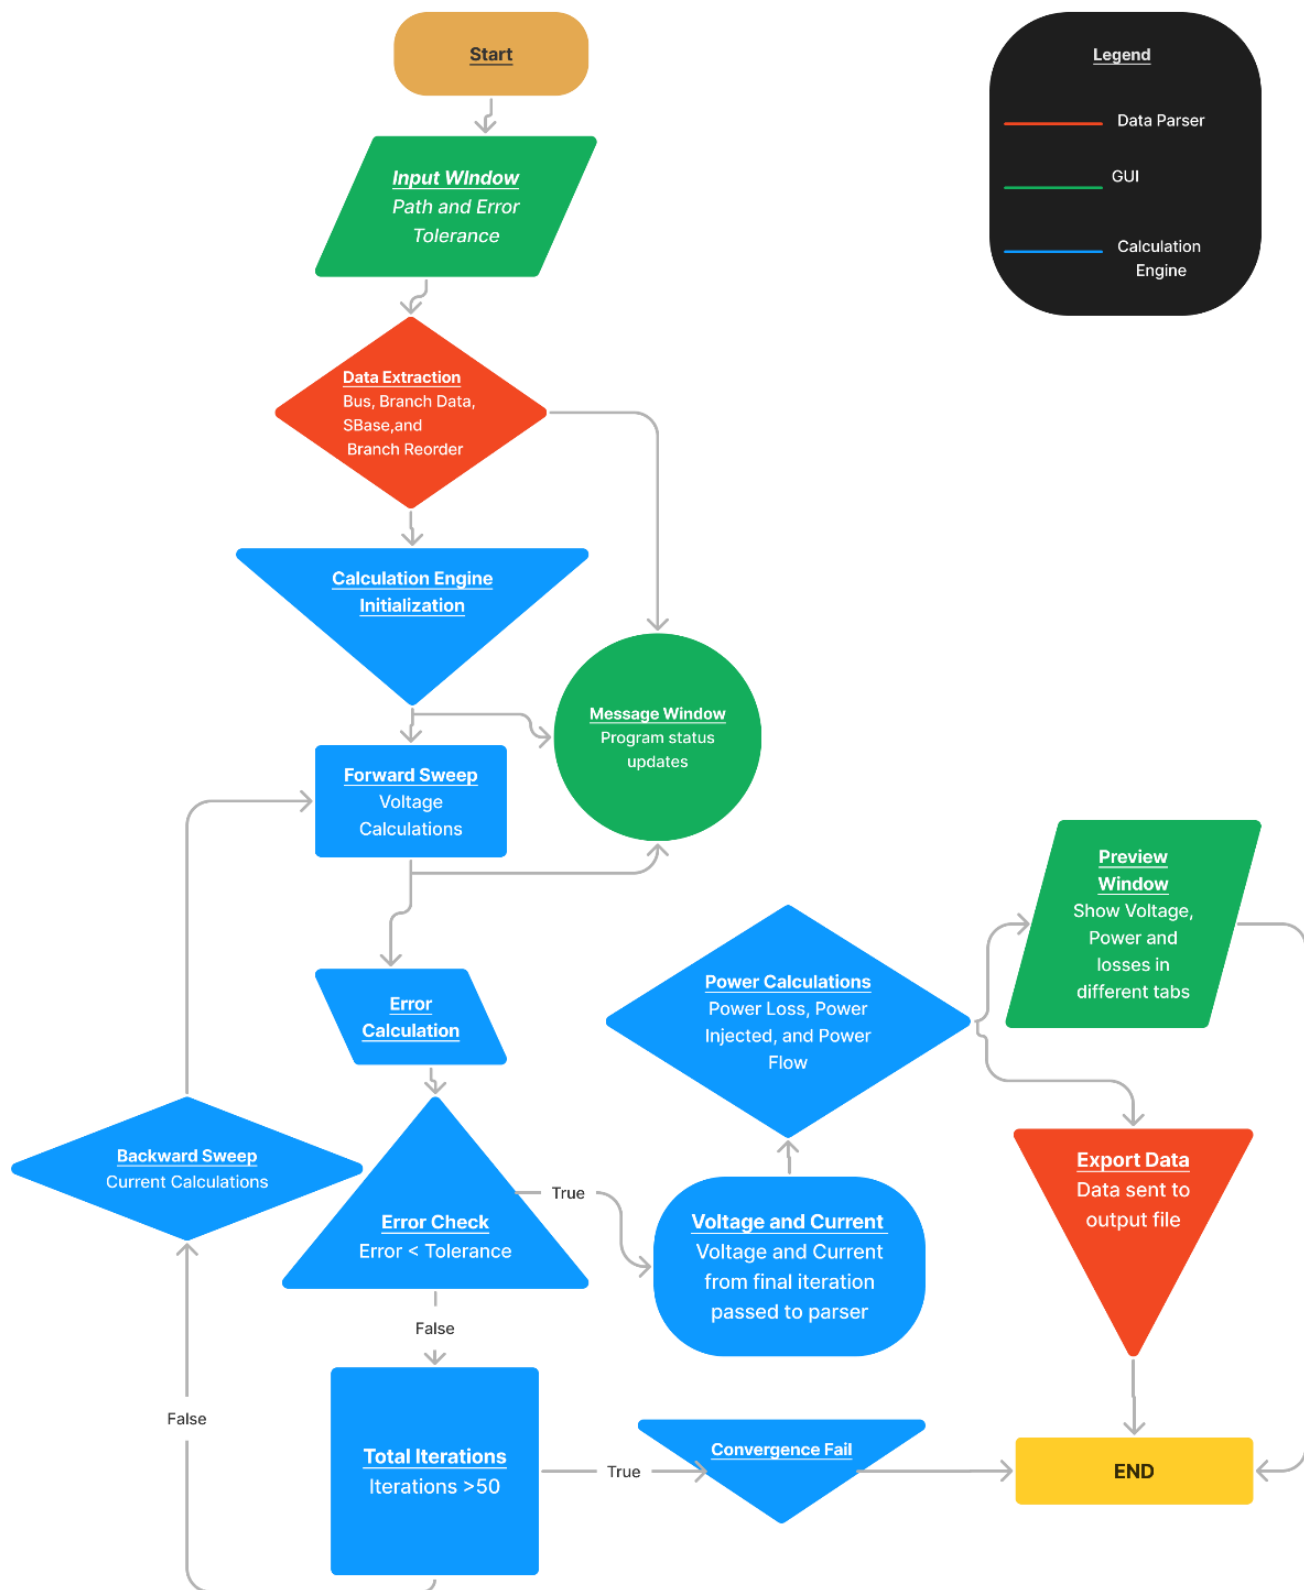 Start
Legend
Data Parser
GUI
Calculation
Engine
Input WIndow
Path and Error
Tolerance
Data Extraction
Bus, Branch Data,
SBase,and
Branch Reorder
Calculation Engine
Initialization
Message Window
Program status
updates
Forward Sweep
Voltage
Calculations
Preview
Window
Show Voltage,
Power and
losses in
different tabs
Power Calculations
Power Loss, Power
Injected, and Power
Flow
Error
Calculation
Backward Sweep
Current Calculations
Error Check
Error < Tolerance
True
Voltage and Current
Voltage and Current
from final iteration
passed to parser
Export Data
Data sent to
output file
False
False
Total Iterations
Iterations >50
True
Convergence Fail
END